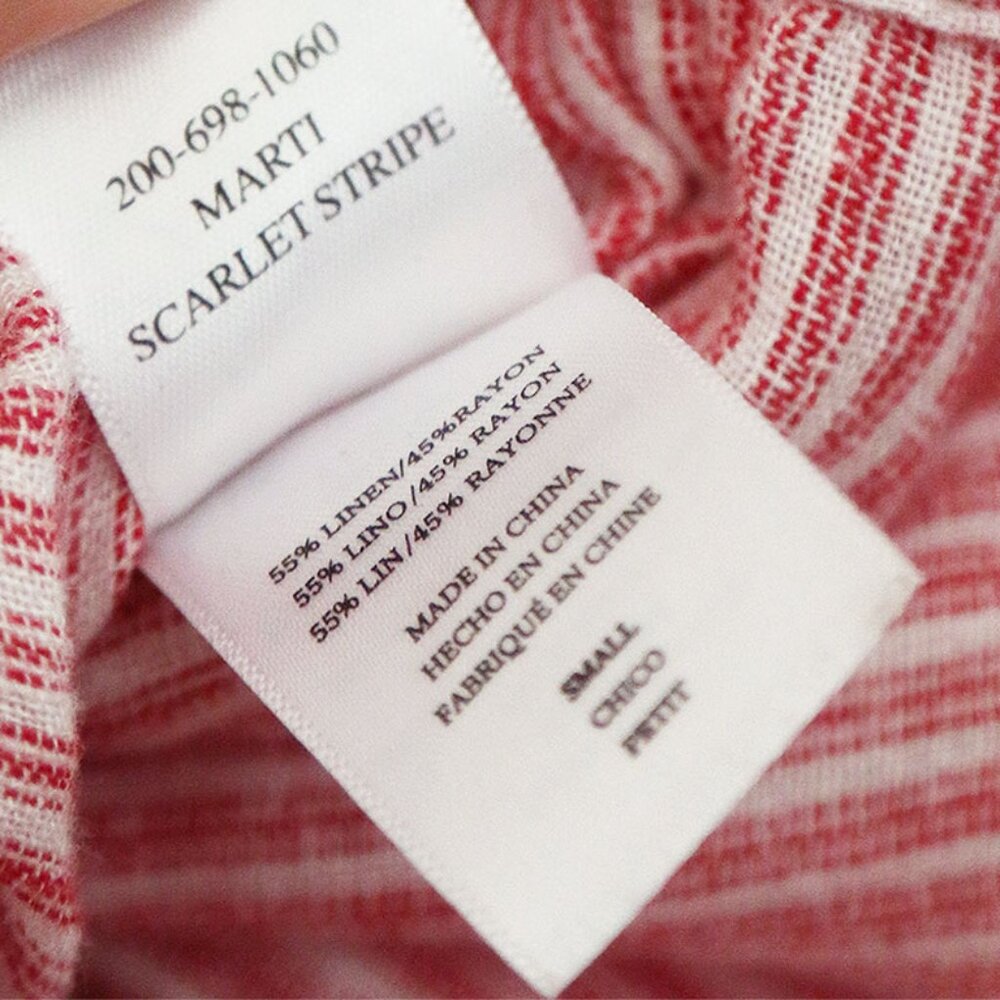 200-698-1060
MARTI
SCARLET STRIPE
55% LINEN/45%RAYON
55% LINO/45% RAYON
55% LIN/45% RAYONNE
MADE IN CHINA
HECHO EN CHINA
FABRIQUÉ EN CHINE
SMALL
CHICO
PETIT